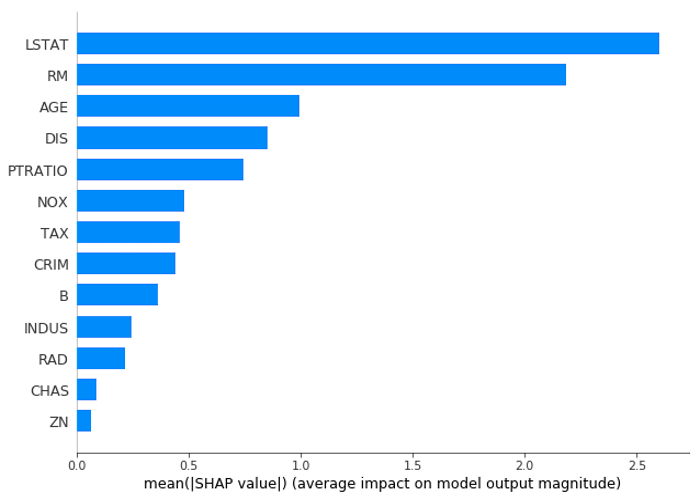 LSTAT
RM
AGE
DIS
PTRATIO
NOX
TAX
CRIM
B
INDUS
RAD
CHAS
ZN
0.0 0.5 1.0 1.5 2.0 2.5
mean(|SHAP value|) (average impact on model output magnitude)